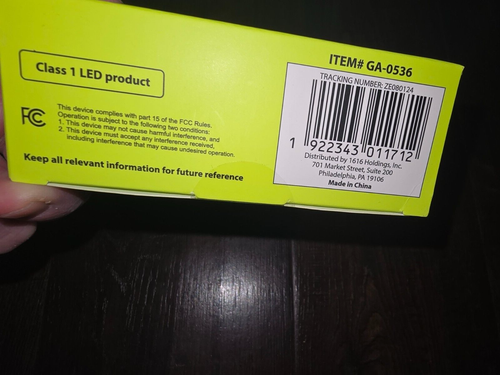 Class 1 LED product
FC
This device complies with part 15 of the FCC Rules.
Operation is subject to the following two conditions:
1. This device may not cause harmful interference, and
2. This device must accept any interference received,
including interference that may cause undesired operation.
Keep all relevant information for future reference
ITEM# GA-0536
TRACKING NUMBER: ZE080124
1 922343 011712
Distributed by 1616 Holdings, Inc.
701 Market Street, Suite 200
Philadelphia, PA 19106
Made in China